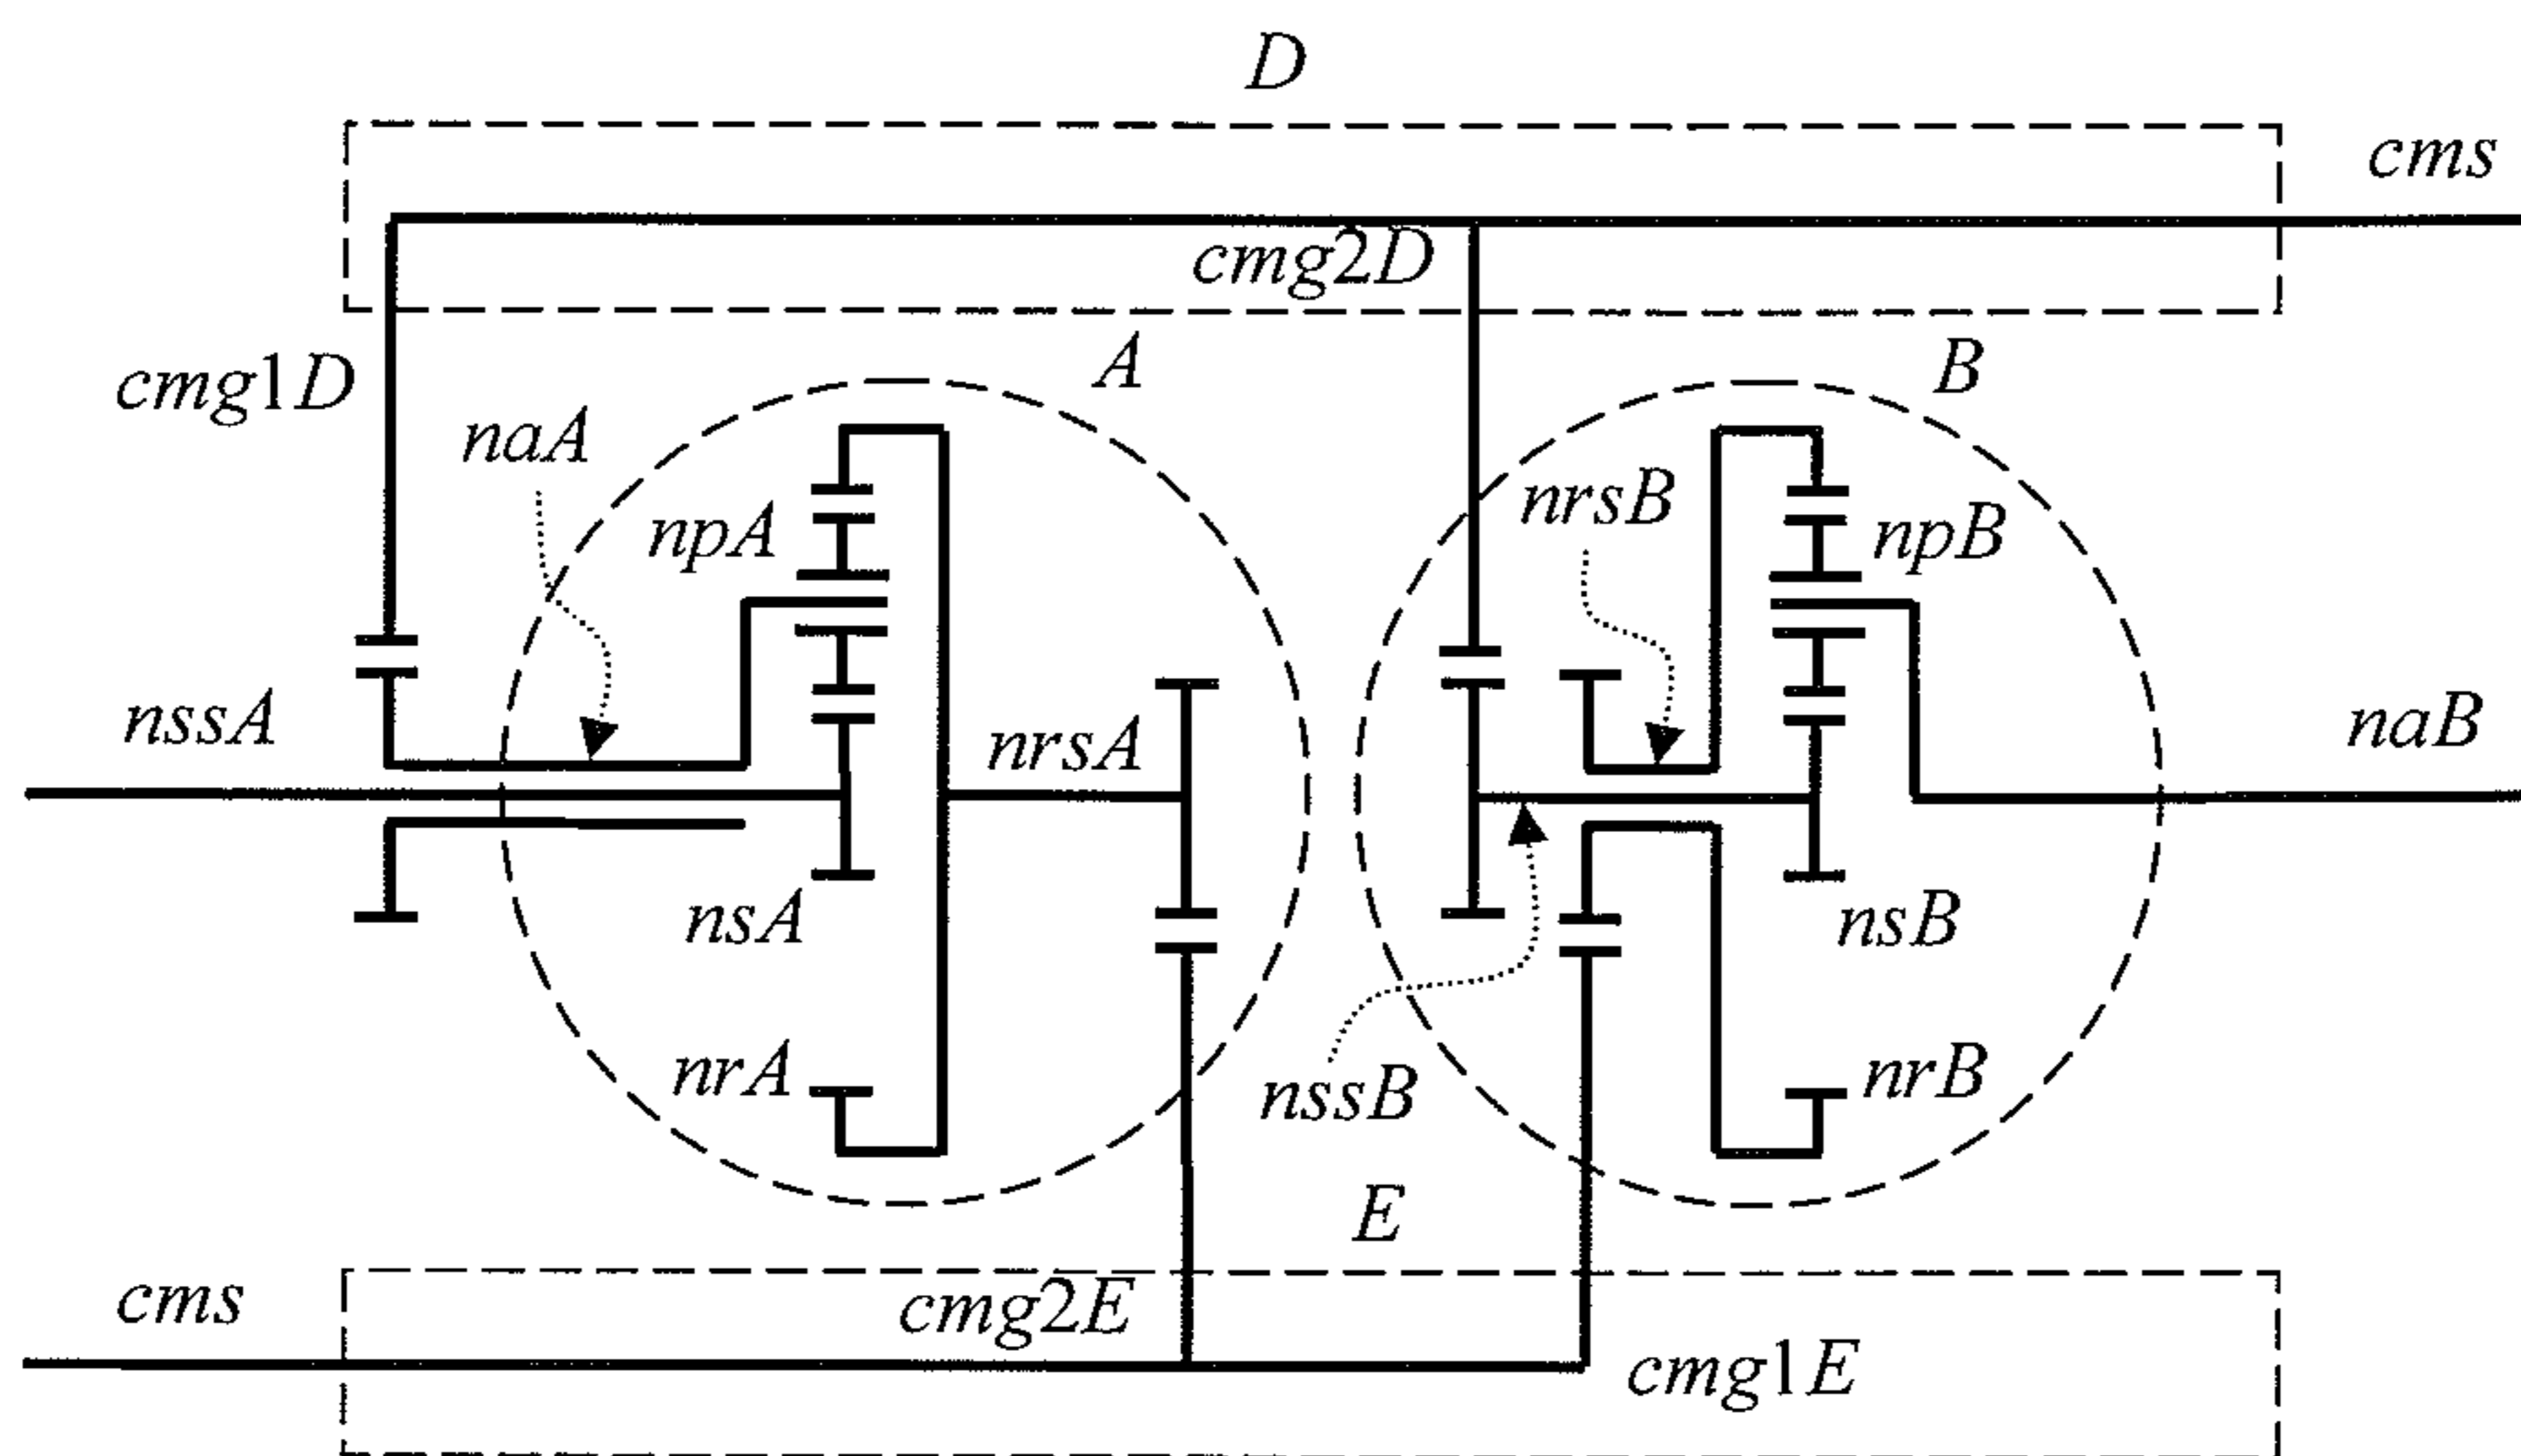 D
cms
cmg2D
A
B
cmg1D
naA
nrsB
npA
npB
nssA
nrsA
naB
nsA
nsB
nrA
nrB
nssB
E
cms
cmg2E
cmg1E